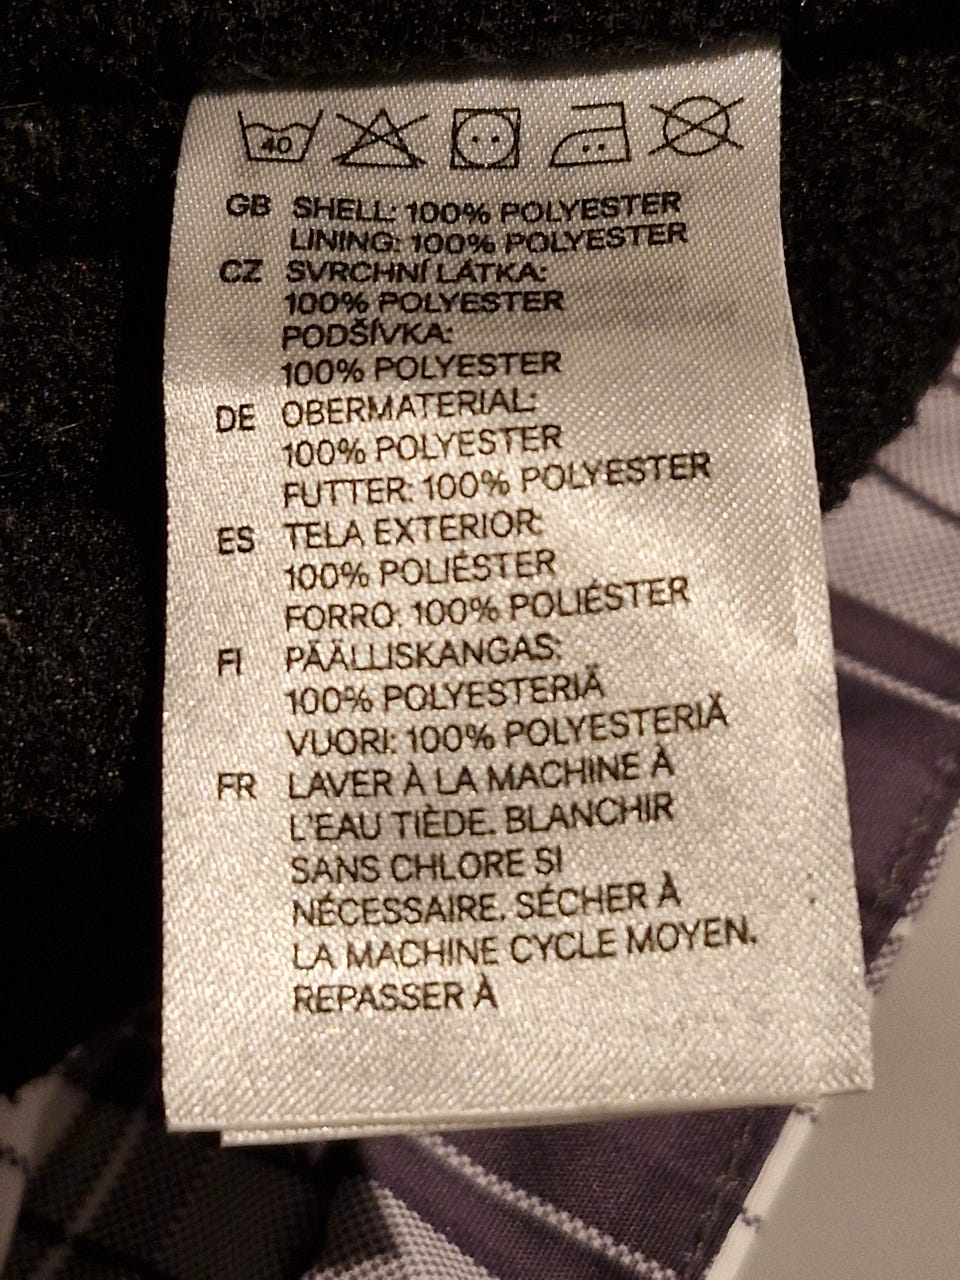 40
GB SHELL: 100% POLYESTER
LINING: 100% POLYESTER
CZ SVRCHNÍ LÁTKA:
100% POLYESTER
PODŠÍVKA:
100% POLYESTER
DE OBERMATERIAL:
100% POLYESTER
FUTTER: 100% POLYESTER
ES TELA EXTERIOR:
100% POLIÉSTER
FORRO: 100% POLIÉSTER
FI PÄÄLLISKANGAS:
100% POLYESTERIÄ
VUORI: 100% POLYESTERIÄ
FR LAVER À LA MACHINE À
L'EAU TIÈDE. BLANCHIR
SANS CHLORE SI
NÉCESSAIRE. SÉCHER À
LA MACHINE CYCLE MOYEN.
REPASSER À